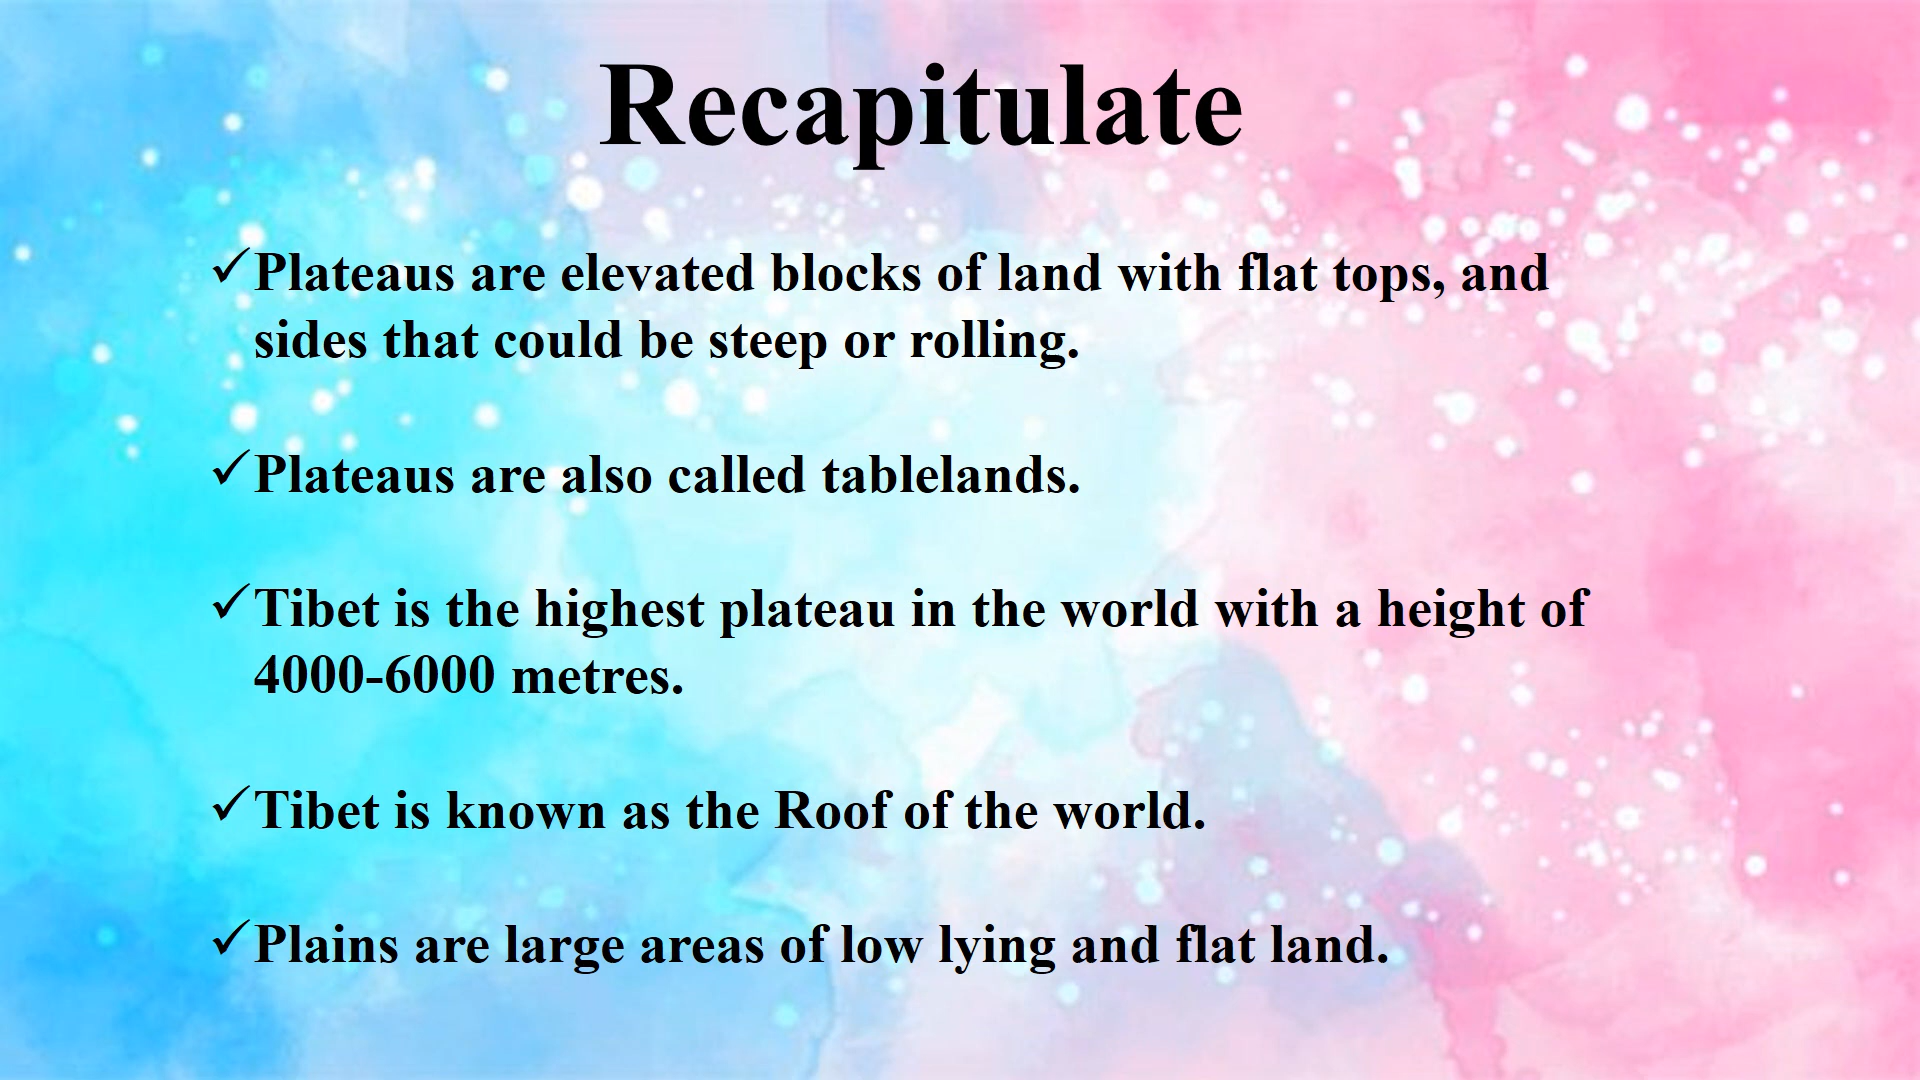 Recapitulate
✓Plateaus are elevated blocks of land with flat tops, and
sides that could be steep or rolling.
✓Plateaus are also called tablelands.
✓Tibet is the highest plateau in the world with a height of
4000-6000 metres.
✓Tibet is known as the Roof of the world.
✓Plains are large areas of low lying and flat land.